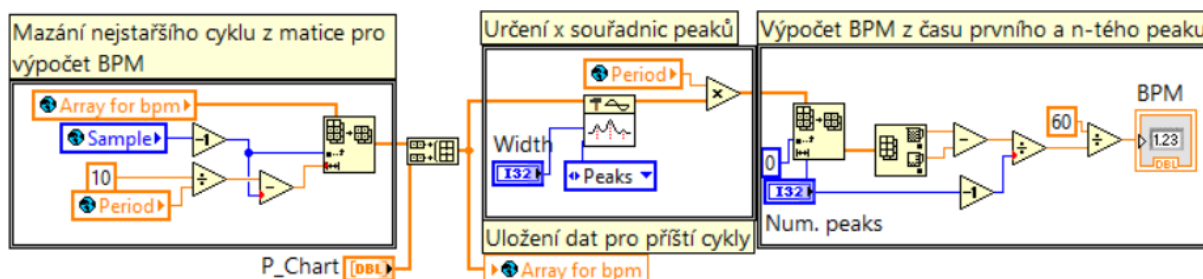 Mazání nejstaršího cyklu z matice pro
výpočet BPM
Array for bpm
Sample
-1
10
Period
P_Chart
DBL
Určení x souřadnic peaků
Period
Width
I32
Peaks
Uložení dat pro příští cykly
Array for bpm
Výpočet BPM z času prvního a n-tého peaku
0
I32
Num. peaks
-1
60
BPM
1.23
DBL